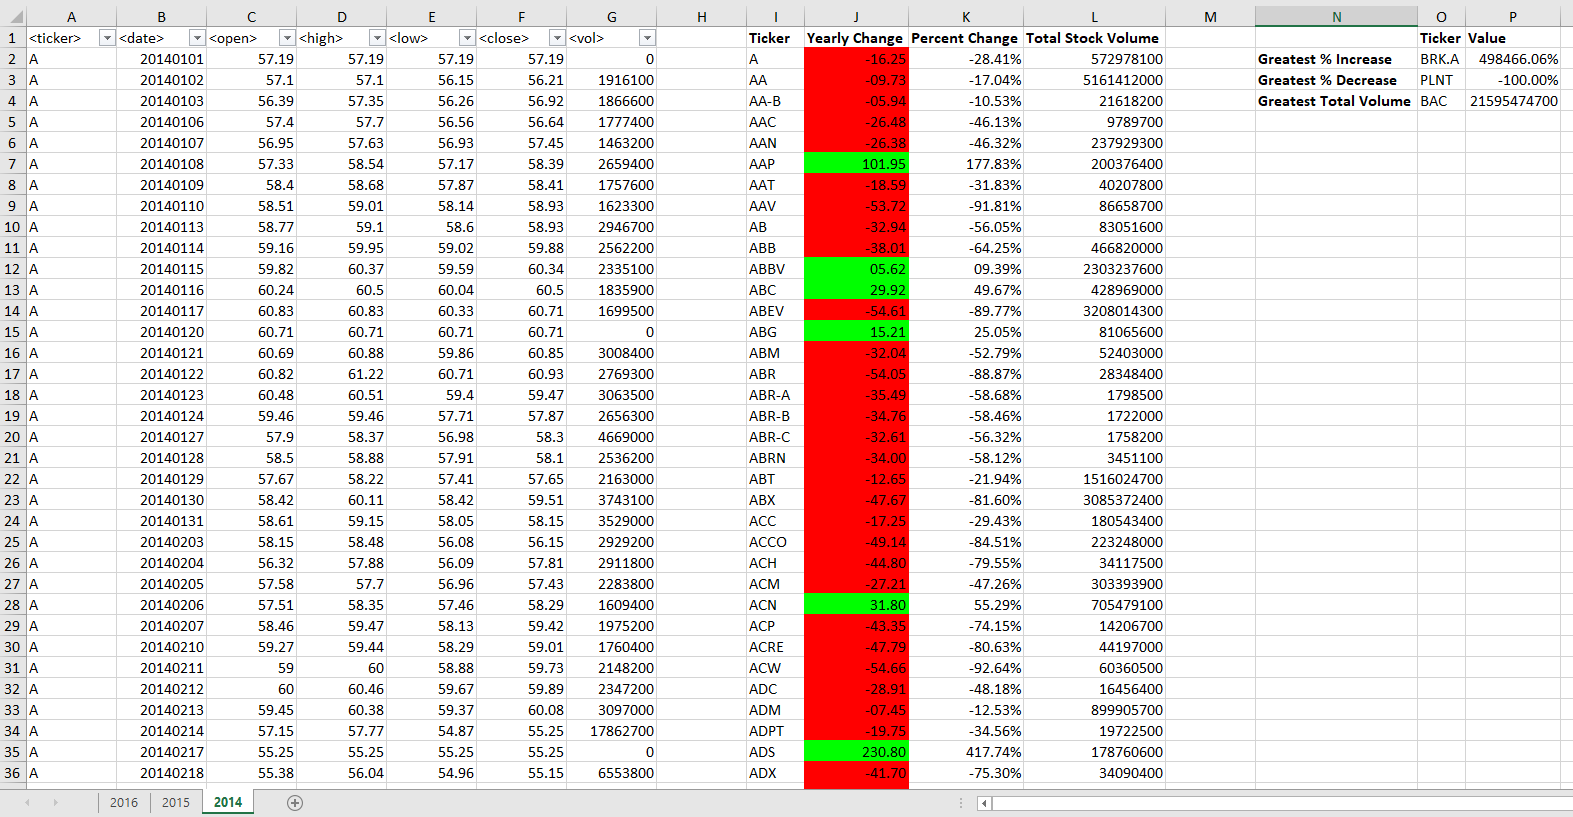 A B C D E F G H I J K L M N O P
1 <ticker> <date> <open> <high> <low> <close> <vol> Ticker Yearly Change Percent Change Total Stock Volume Ticker Value
2 A 20140101 57.19 57.19 57.19 57.19 0 A -16.25 -28.41% 572978100 Greatest % Increase BRK.A 498466.06%
3 A 20140102 57.1 57.1 56.15 56.21 1916100 AA -09.73 -17.04% 5161412000 Greatest % Decrease PLNT -100.00%
4 A 20140103 56.39 57.35 56.26 56.92 1866600 AA-B -05.94 -10.53% 21618200 Greatest Total Volume BAC 21595474700
5 A 20140106 57.4 57.7 56.56 56.64 1777400 AAC -26.48 -46.13% 9789700
6 A 20140107 56.95 57.63 56.93 57.45 1463200 AAN -26.38 -46.32% 237929300
7 A 20140108 57.33 58.54 57.17 58.39 2659400 AAP 101.95 177.83% 200376400
8 A 20140109 58.4 58.68 57.87 58.41 1757600 AAT -18.59 -31.83% 40207800
9 A 20140110 58.51 59.01 58.14 58.93 1623300 AAV -53.72 -91.81% 86658700
10 A 20140113 58.77 59.1 58.6 58.93 2946700 AB -32.94 -56.05% 83051600
11 A 20140114 59.16 59.95 59.02 59.88 2562200 ABB -38.01 -64.25% 466820000
12 A 20140115 59.82 60.37 59.59 60.34 2335100 ABBV 05.62 09.39% 2303237600
13 A 20140116 60.24 60.5 60.04 60.5 1835900 ABC 29.92 49.67% 428969000
14 A 20140117 60.83 60.83 60.33 60.71 1699500 ABEV -54.61 -89.77% 3208014300
15 A 20140120 60.71 60.71 60.71 60.71 0 ABG 15.21 25.05% 81065600
16 A 20140121 60.69 60.88 59.86 60.85 3008400 ABM -32.04 -52.79% 52403000
17 A 20140122 60.82 61.22 60.71 60.93 2769300 ABR -54.05 -88.87% 28348400
18 A 20140123 60.48 60.51 59.4 59.47 3063500 ABR-A -35.49 -58.68% 1798500
19 A 20140124 59.46 59.46 57.71 57.87 2656300 ABR-B -34.76 -58.46% 1722000
20 A 20140127 57.9 58.37 56.98 58.3 4669000 ABR-C -32.61 -56.32% 1758200
21 A 20140128 58.5 58.88 57.91 58.1 2536200 ABRN -34.00 -58.12% 3451100
22 A 20140129 57.67 58.22 57.41 57.65 2163000 ABT -12.65 -21.94% 1516024700
23 A 20140130 58.42 60.11 58.42 59.51 3743100 ABX -47.67 -81.60% 3085372400
24 A 20140131 58.61 59.15 58.05 58.15 3529000 ACC -17.25 -29.43% 180543400
25 A 20140203 58.15 58.48 56.08 56.15 2929200 ACCO -49.14 -84.51% 223248000
26 A 20140204 56.32 57.88 56.09 57.81 2911800 ACH -44.80 -79.55% 34117500
27 A 20140205 57.58 57.7 56.96 57.43 2283800 ACM -27.21 -47.26% 303393900
28 A 20140206 57.51 58.35 57.46 58.29 1609400 ACN 31.80 55.29% 705479100
29 A 20140207 58.46 59.47 58.13 59.42 1975200 ACP -43.35 -74.15% 14206700
30 A 20140210 59.27 59.44 58.29 59.01 1760400 ACRE -47.79 -80.63% 44197000
31 A 20140211 59 60 58.88 59.73 2148200 ACW -54.66 -92.64% 60360500
32 A 20140212 60 60.46 59.67 59.89 2347200 ADC -28.91 -48.18% 16456400
33 A 20140213 59.45 60.38 59.37 60.08 3097000 ADM -07.45 -12.53% 899905700
34 A 20140214 57.15 57.77 54.87 55.25 17862700 ADPT -19.75 -34.56% 19722500
35 A 20140217 55.25 55.25 55.25 55.25 0 ADS 230.80 417.74% 178760600
36 A 20140218 55.38 56.04 54.96 55.15 6553800 ADX -41.70 -75.30% 34090400
2016 2015 2014